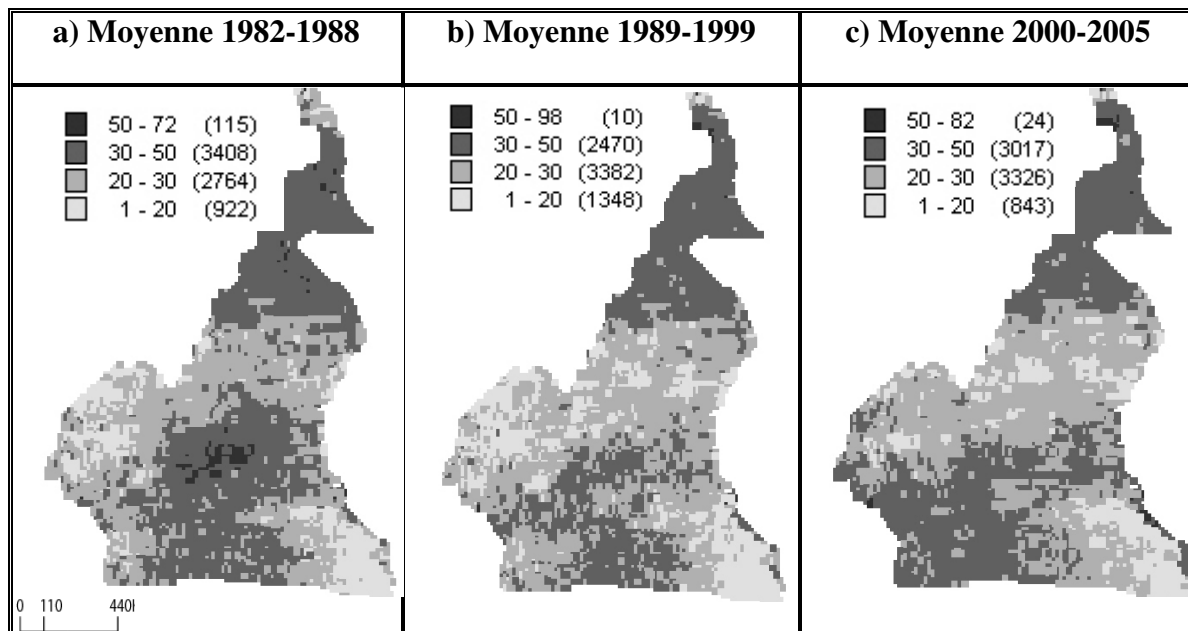 a) Moyenne 1982-1988
b) Moyenne 1989-1999
c) Moyenne 2000-2005
50 - 72 (115)
30 - 50 (3408)
20 - 30 (2764)
1 - 20 (922)
50 - 98 (10)
30 - 50 (2470)
20 - 30 (3382)
1 - 20 (1348)
50 - 82 (24)
30 - 50 (3017)
20 - 30 (3326)
1 - 20 (843)
0 110 440